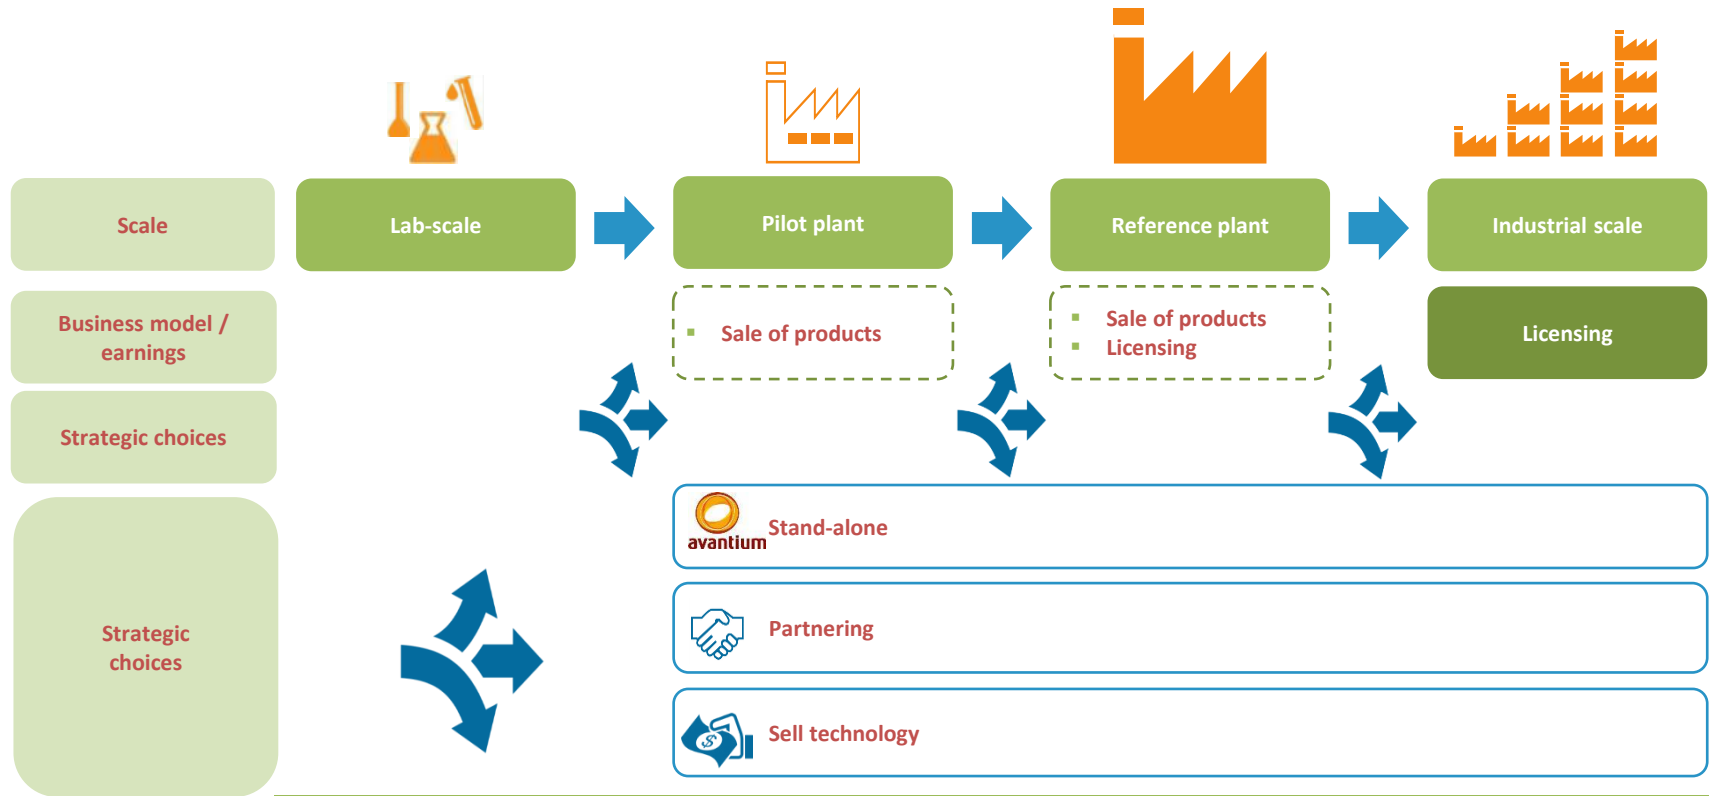 Scale
Lab-scale
Pilot plant
Reference plant
Industrial scale
Business model /
earnings
▪ Sale of products
▪ Sale of products
▪ Licensing
Licensing
Strategic choices
Strategic
choices
avantium
Stand-alone
Partnering
$
Sell technology